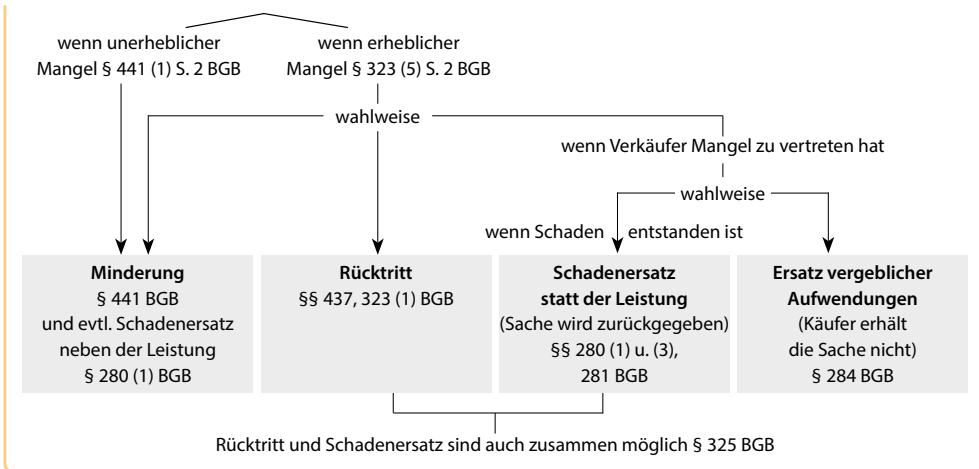 wenn unerheblicher
Mangel § 441 (1) S. 2 BGB
wenn erheblicher
Mangel § 323 (5) S. 2 BGB
wahlweise
wenn Verkäufer Mangel zu vertreten hat
wahlweise
wenn Schaden entstanden ist
Minderung
§ 441 BGB
und evtl. Schadenersatz
neben der Leistung
§ 280 (1) BGB
Rücktritt
§§ 437, 323 (1) BGB
Schadenersatz
statt der Leistung
(Sache wird zurückgegeben)
§§ 280 (1) u. (3),
281 BGB
Ersatz vergeblicher
Aufwendungen
(Käufer erhält
die Sache nicht)
§ 284 BGB
Rücktritt und Schadenersatz sind auch zusammen möglich § 325 BGB